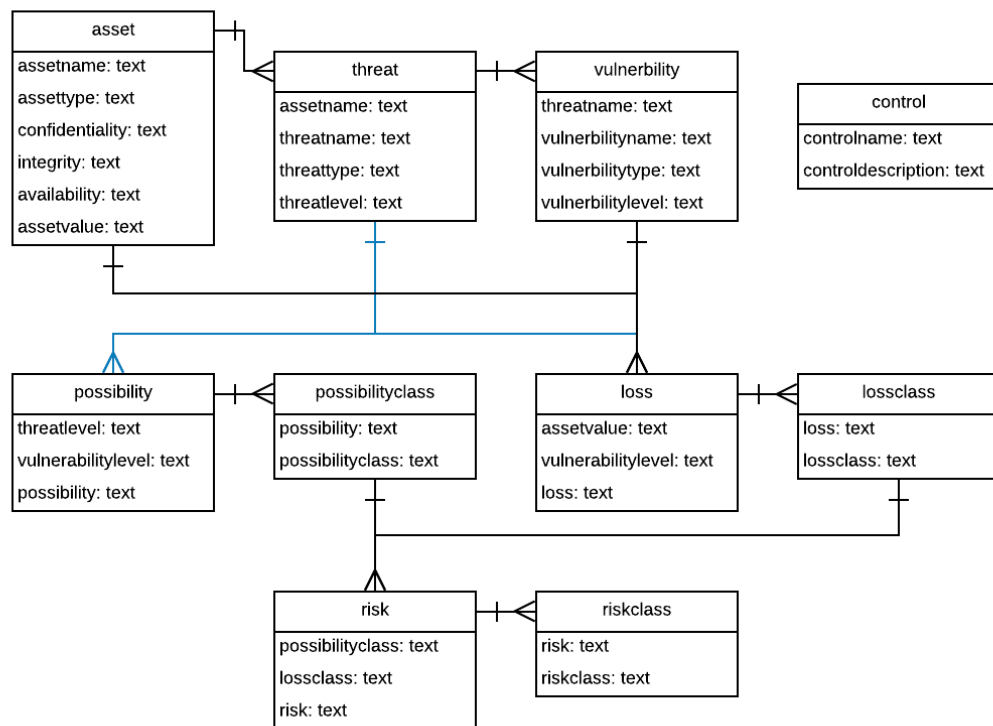 asset
assetname: text
assettype: text
confidentiality: text
integrity: text
availability: text
assetvalue: text
threat
assetname: text
threatname: text
threattype: text
threatlevel: text
vulnerbility
threatname: text
vulnerbilityname: text
vulnerbilitytype: text
vulnerbilitylevel: text
control
controlname: text
controldescription: text
possibility
threatlevel: text
vulnerabilitylevel: text
possibility: text
possibilityclass
possibility: text
possibilityclass: text
loss
assetvalue: text
vulnerabilitylevel: text
loss: text
lossclass
loss: text
lossclass: text
risk
possibilityclass: text
lossclass: text
risk: text
riskclass
risk: text
riskclass: text